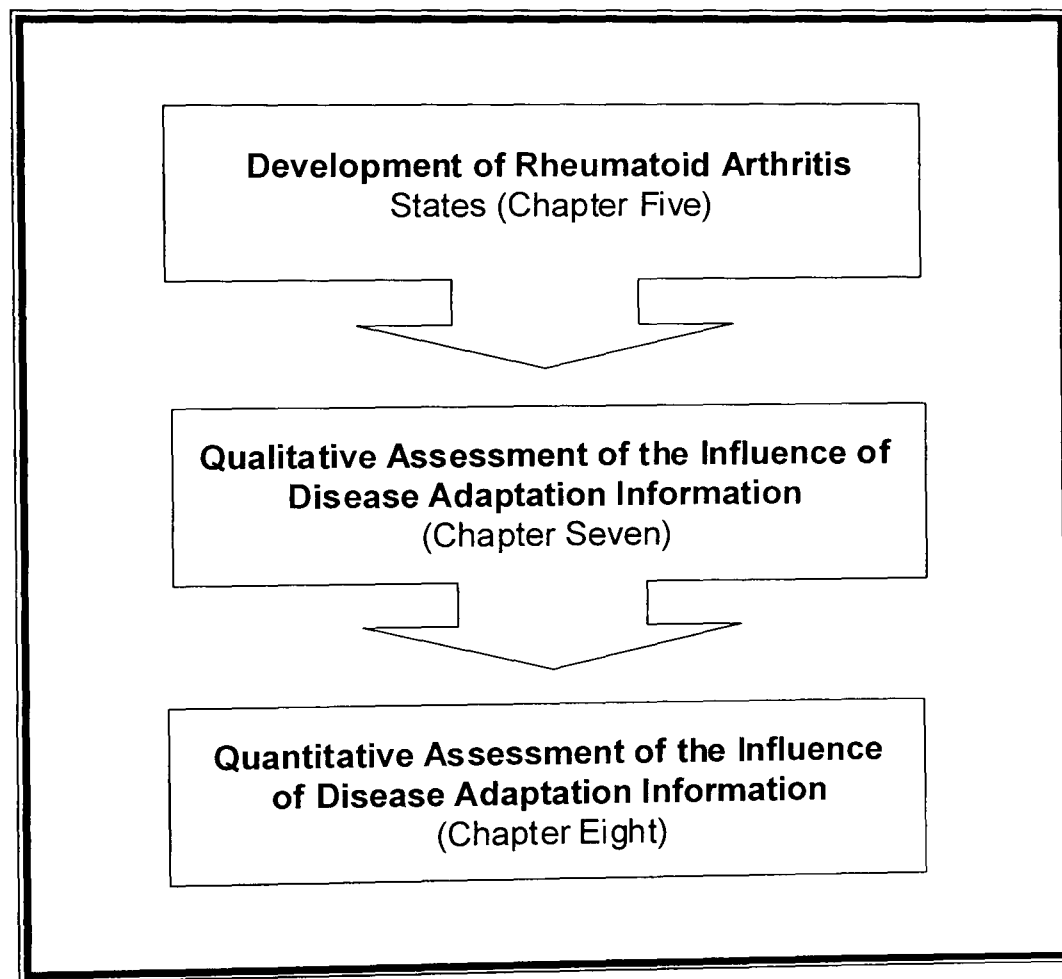 Development of Rheumatoid Arthritis
States (Chapter Five)
Qualitative Assessment of the Influence of
Disease Adaptation Information
(Chapter Seven)
Quantitative Assessment of the Influence
of Disease Adaptation Information
(Chapter Eight)